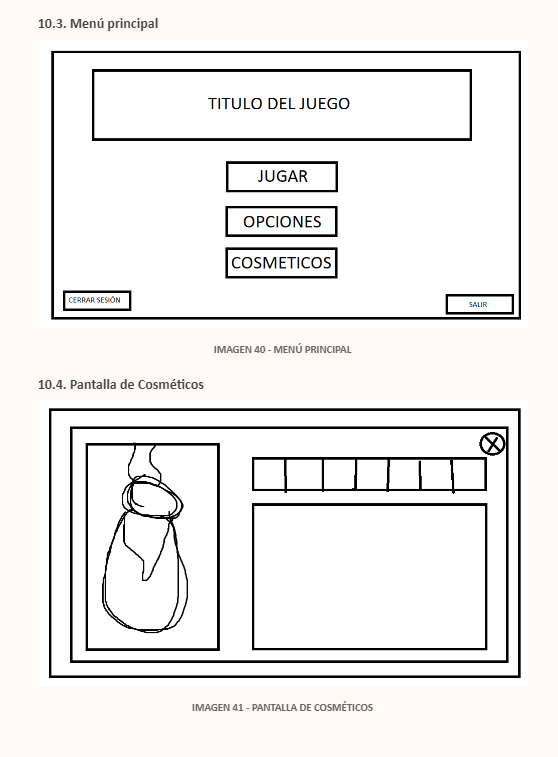 10.3. Menú principal
TITULO DEL JUEGO
JUGAR
OPCIONES
COSMETICOS
CERRAR SESIÓN
SALIR
IMAGEN 40 - MENÚ PRINCIPAL
10.4. Pantalla de Cosméticos
IMAGEN 41 - PANTALLA DE COSMÉTICOS